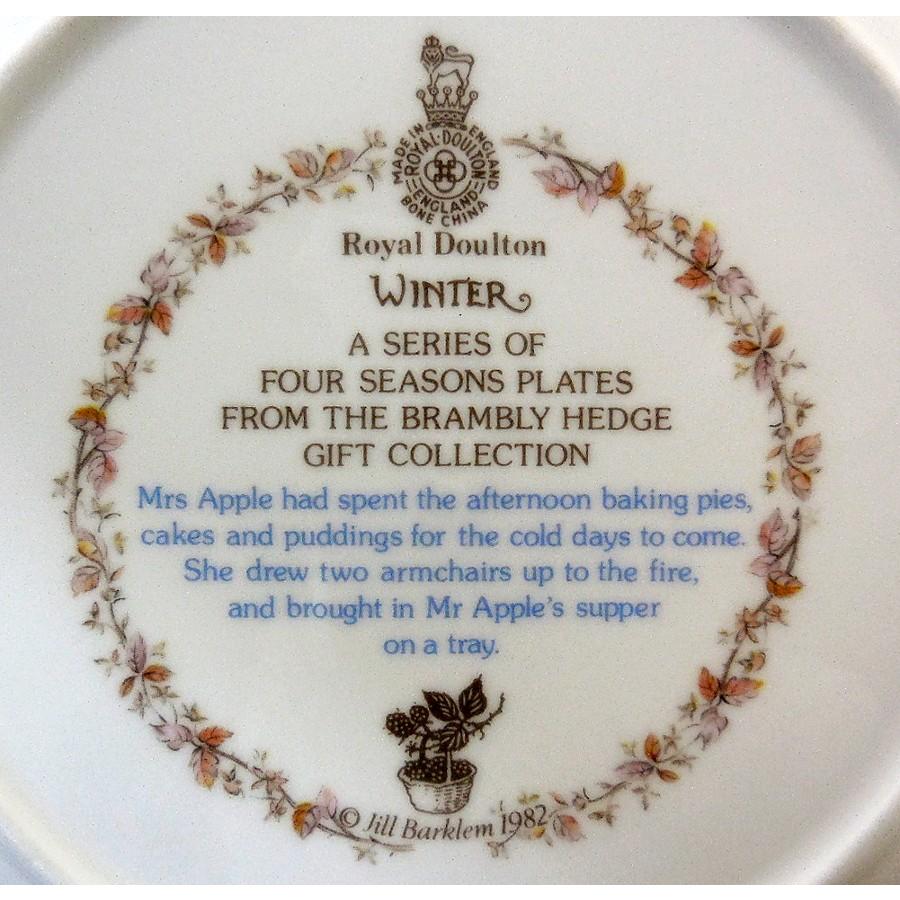 MADE IN ENGLAND
ROYAL·DOULTON
ENGLAND
BONE CHINA
Royal Doulton
WINTER
A SERIES OF
FOUR SEASONS PLATES
FROM THE BRAMBLY HEDGE
GIFT COLLECTION
Mrs Apple had spent the afternoon baking pies,
cakes and puddings for the cold days to come.
She drew two armchairs up to the fire,
and brought in Mr Apple's supper
on a tray.
© Jill Barklem 1982